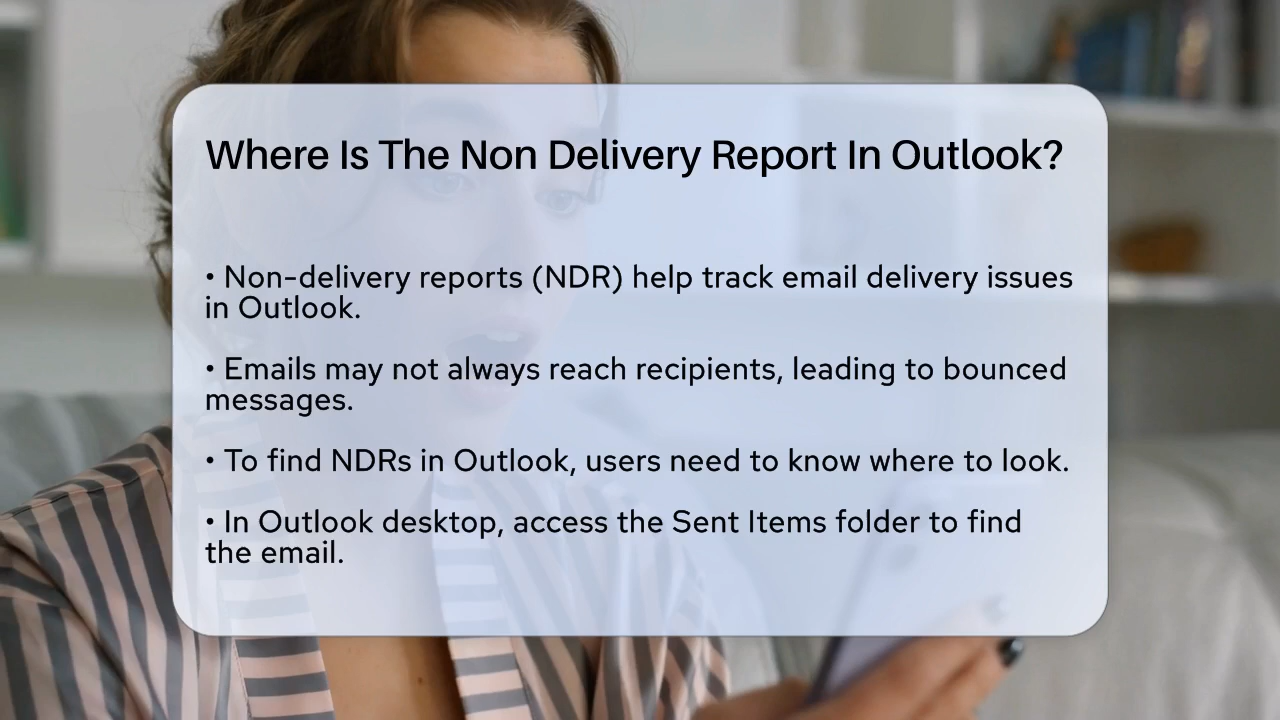 Where Is The Non Delivery Report In Outlook?
• Non-delivery reports (NDR) help track email delivery issues
in Outlook.
• Emails may not always reach recipients, leading to bounced
messages.
• To find NDRs in Outlook, users need to know where to look.
• In Outlook desktop, access the Sent Items folder to find
the email.